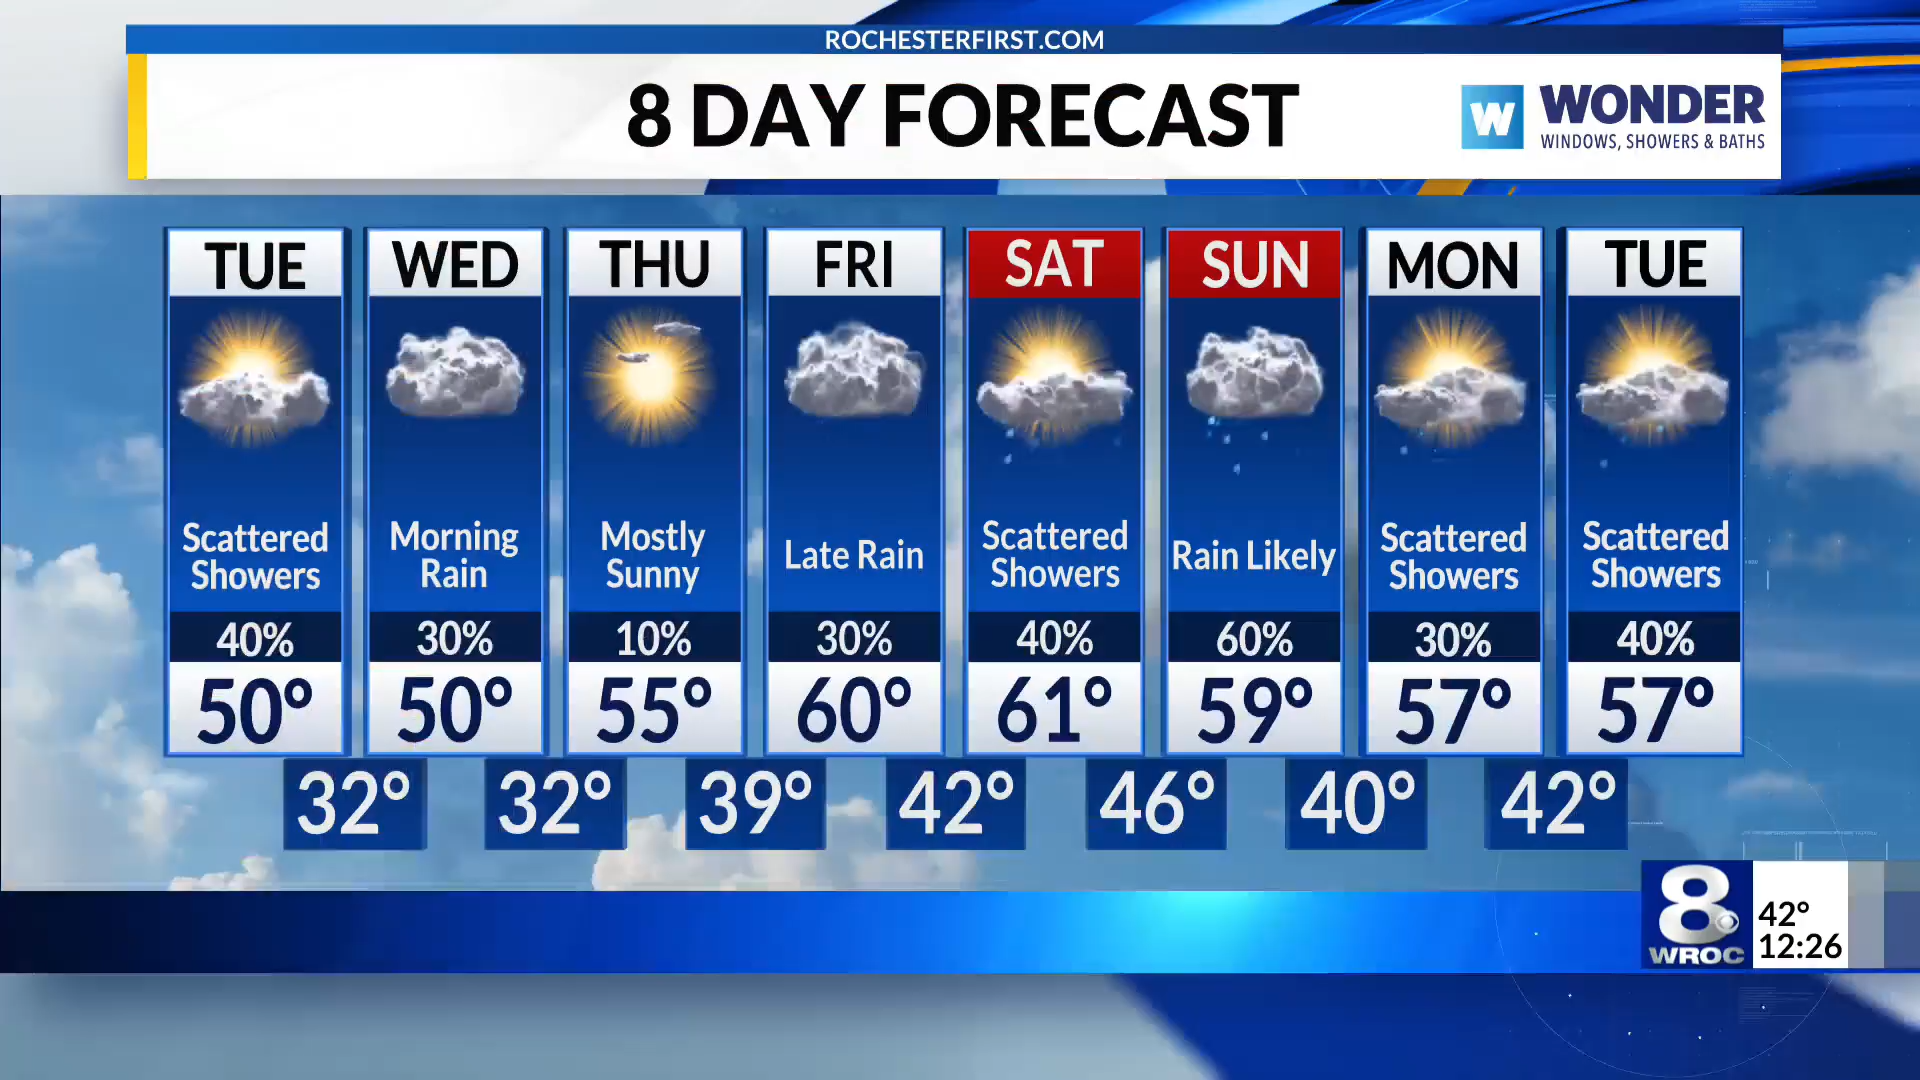 ROCHESTERFIRST.COM
8 DAY FORECAST
W WONDER
WINDOWS, SHOWERS & BATHS
TUE WED THU FRI SAT SUN MON TUE
Scattered Showers
Morning Rain
Mostly Sunny
Late Rain
Scattered Showers
Rain Likely
Scattered Showers
Scattered Showers
40% 30% 10% 30% 40% 60% 30% 40%
50° 50° 55° 60° 61° 59° 57° 57°
32° 32° 39° 42° 46° 40° 42°
8
WROC
42°
12:26